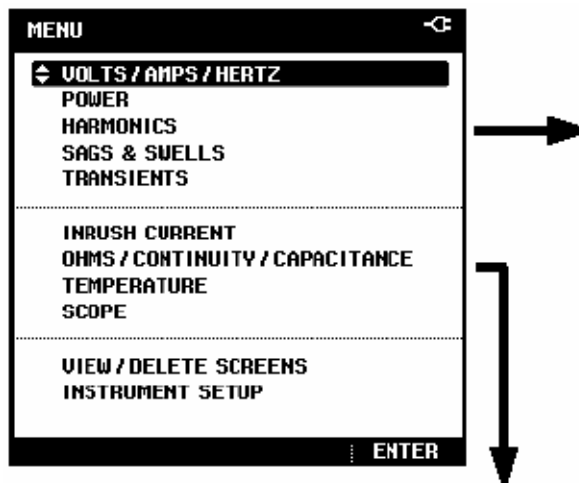 MENU
VOLTS/AMPS/HERTZ
POWER
HARMONICS
SAGS & SWELLS
TRANSIENTS
INRUSH CURRENT
OHMS/CONTINUITY/CAPACITANCE
TEMPERATURE
SCOPE
VIEW/DELETE SCREENS
INSTRUMENT SETUP
ENTER